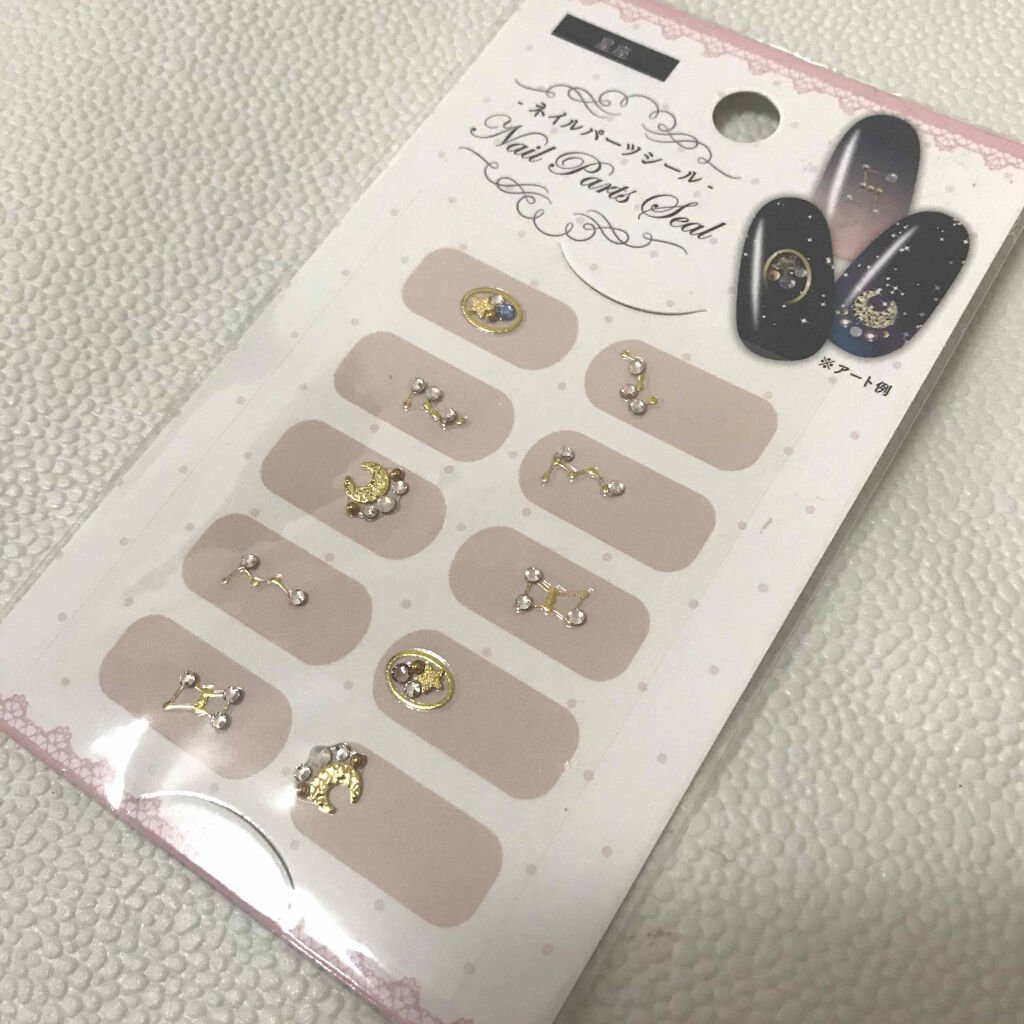 星座
-ネイルパーツシール-
Nail Parts Seal
※アート例